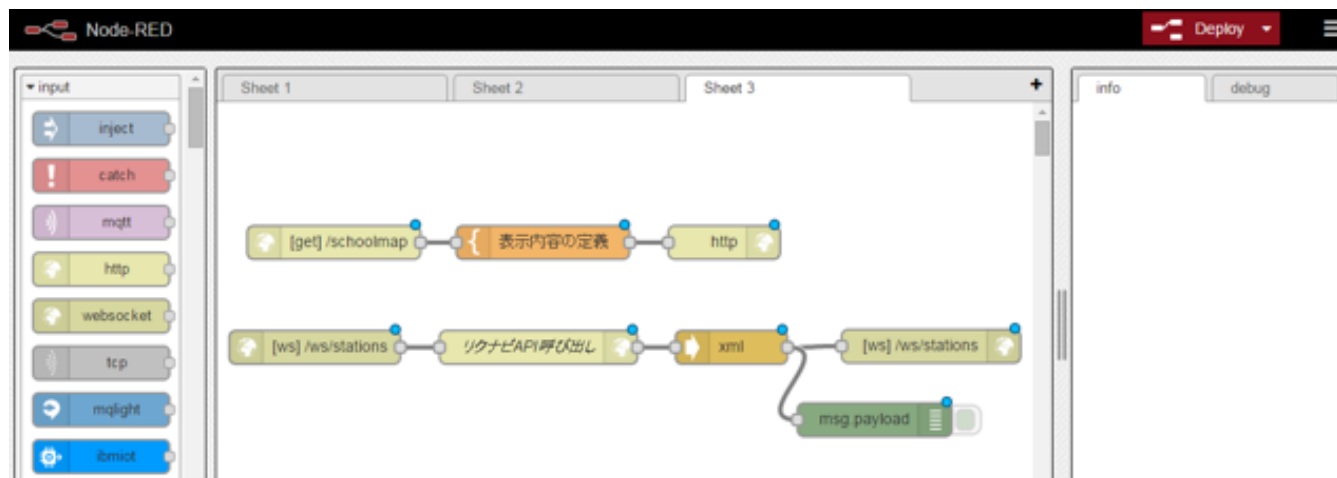 Node-RED
Deploy
input
inject
catch
mqtt
http
websocket
tcp
mqlight
ibmiot
Sheet 1
Sheet 2
Sheet 3
+
[get] /schoolmap
表示内容の定義
http
[ws] /ws/stations
リクナビAPI呼び出し
xml
[ws] /ws/stations
msg.payload
info
debug